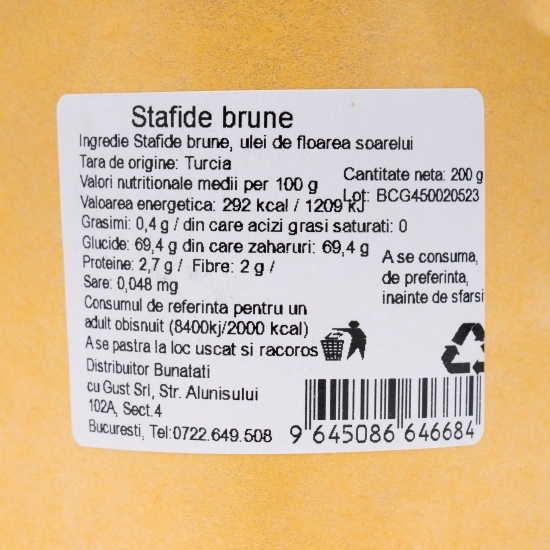 Stafide brune
Ingredie Stafide brune, ulei de floarea soarelui
Tara de origine: Turcia
Cantitate neta: 200 g
Valori nutritionale medii per 100 g
Lot: BCG450020523
Valoarea energetica: 292 kcal / 1209 kJ
Grasimi: 0,4 g / din care acizi grasi saturati: 0
Glucide: 69,4 g din care zaharuri: 69,4 g
Proteine: 2,7 g / Fibre: 2 g /
Sare: 0,048 mg
A se consuma,
de preferinta,
inainte de sfarsi
Consumul de referinta pentru un
adult obisnuit (8400kj/2000 kcal)
A se pastra la loc uscat si racoros
Distribuitor Bunatati
cu Gust Srl, Str. Alunisului
102A, Sect.4
Bucuresti, Tel:0722.649.508
9 645086 646684